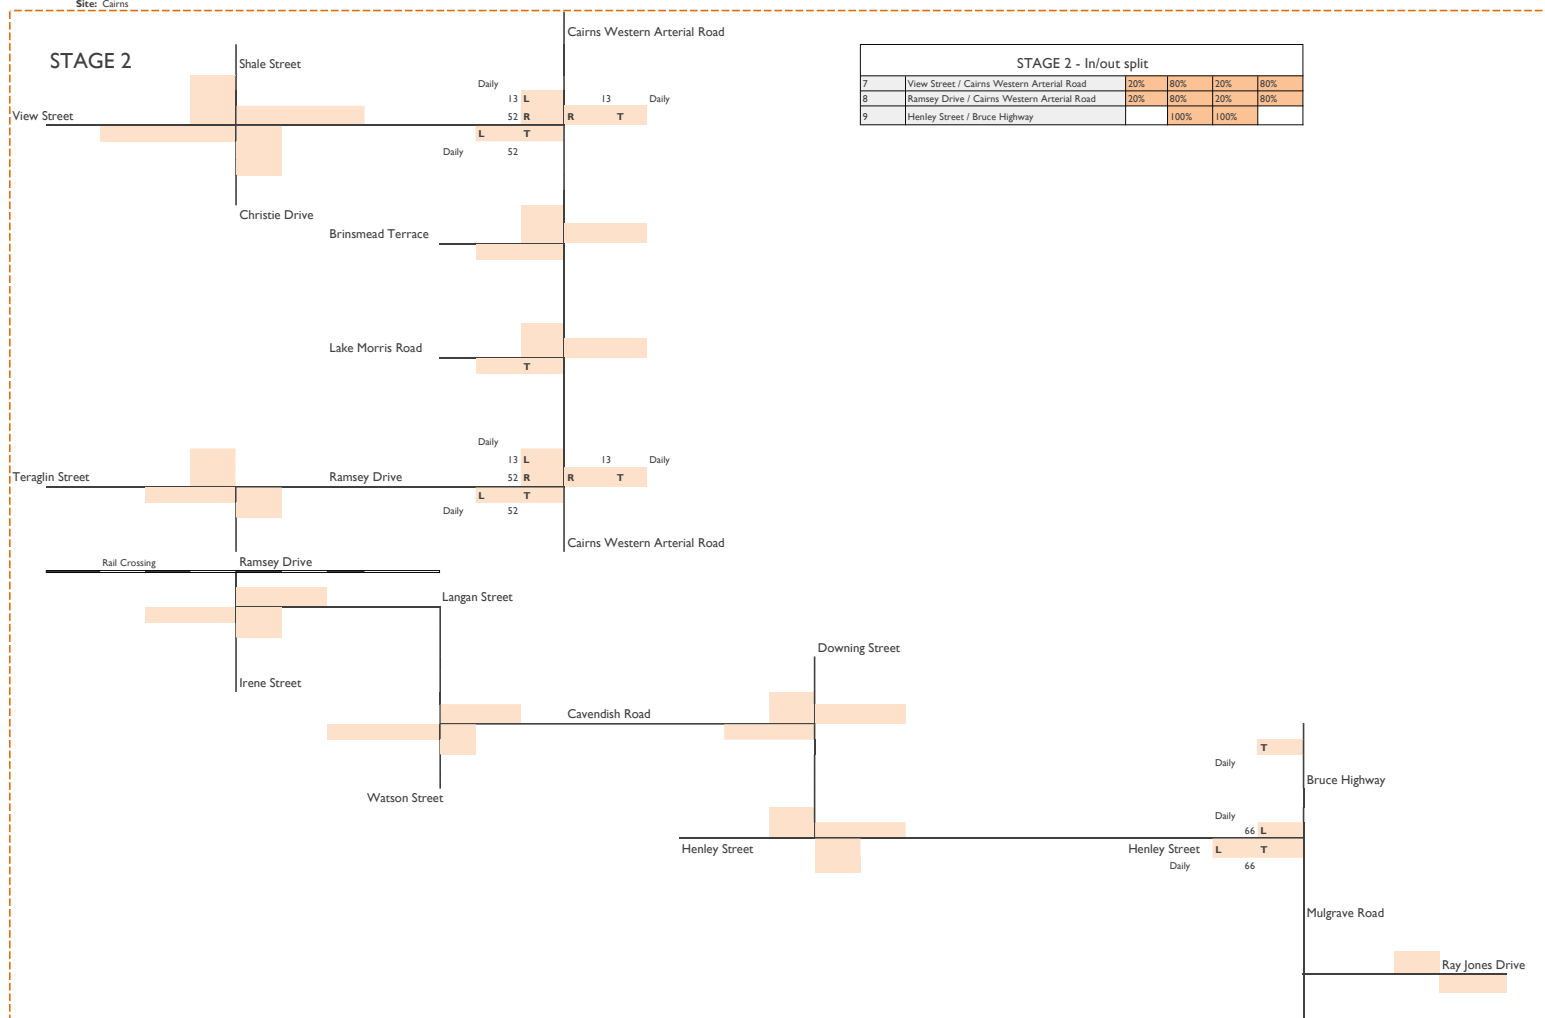 Site: Cairns
Cairns Western Arterial Road
STAGE 2
Shale Street
STAGE 2 - In/out split
7 View Street / Cairns Western Arterial Road 20% 80% 20% 80%
8 Ramsey Drive / Cairns Western Arterial Road 20% 80% 20% 80%
9 Henley Street / Bruce Highway 100% 100%
Daily
13 L 13 Daily
View Street 52 R R T
L T
Daily 52
Christie Drive
Brinsmead Terrace
Lake Morris Road
T
Daily
13 L 13 Daily
Teraglin Street Ramsey Drive 52 R R T
L T
Daily 52
Cairns Western Arterial Road
Rail Crossing Ramsey Drive
Langan Street
Downing Street
Irene Street
Cavendish Road
T
Daily
Bruce Highway
Watson Street
Daily
66 L
Henley Street Henley Street L T
Daily 66
Mulgrave Road
Ray Jones Drive